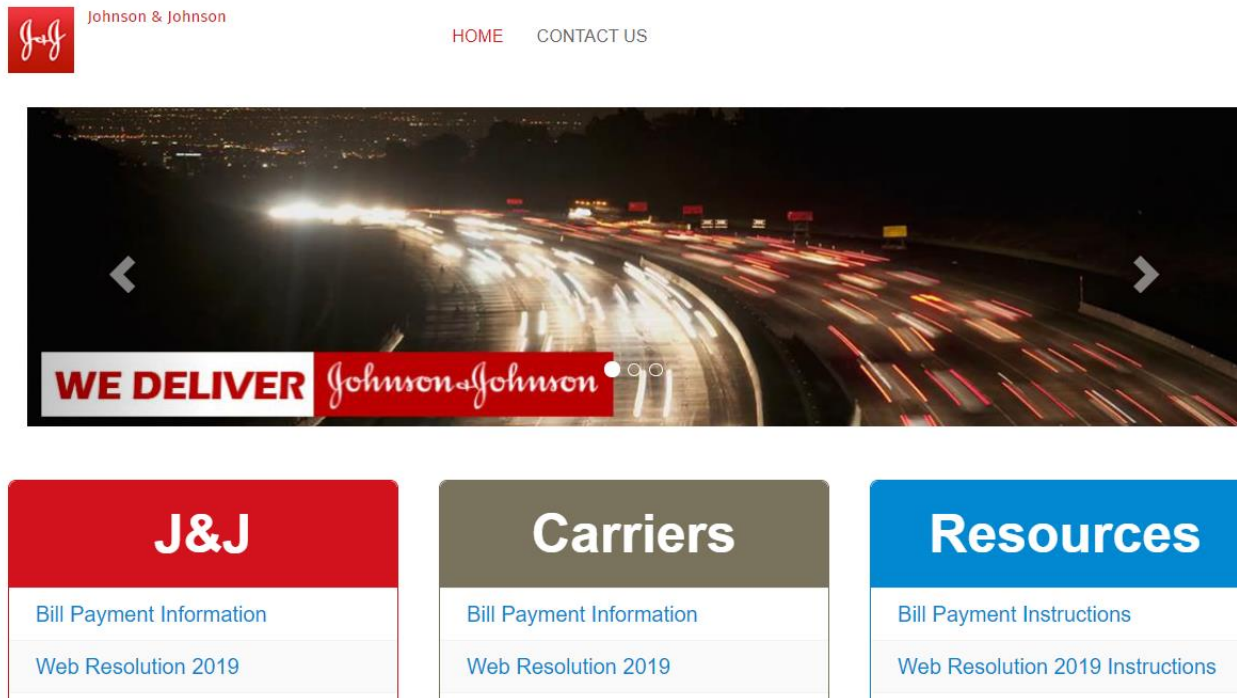 J&J
Johnson & Johnson
HOME CONTACT US
WE DELIVER Johnson&Johnson
J&J
Bill Payment Information
Web Resolution 2019
Carriers
Bill Payment Information
Web Resolution 2019
Resources
Bill Payment Instructions
Web Resolution 2019 Instructions